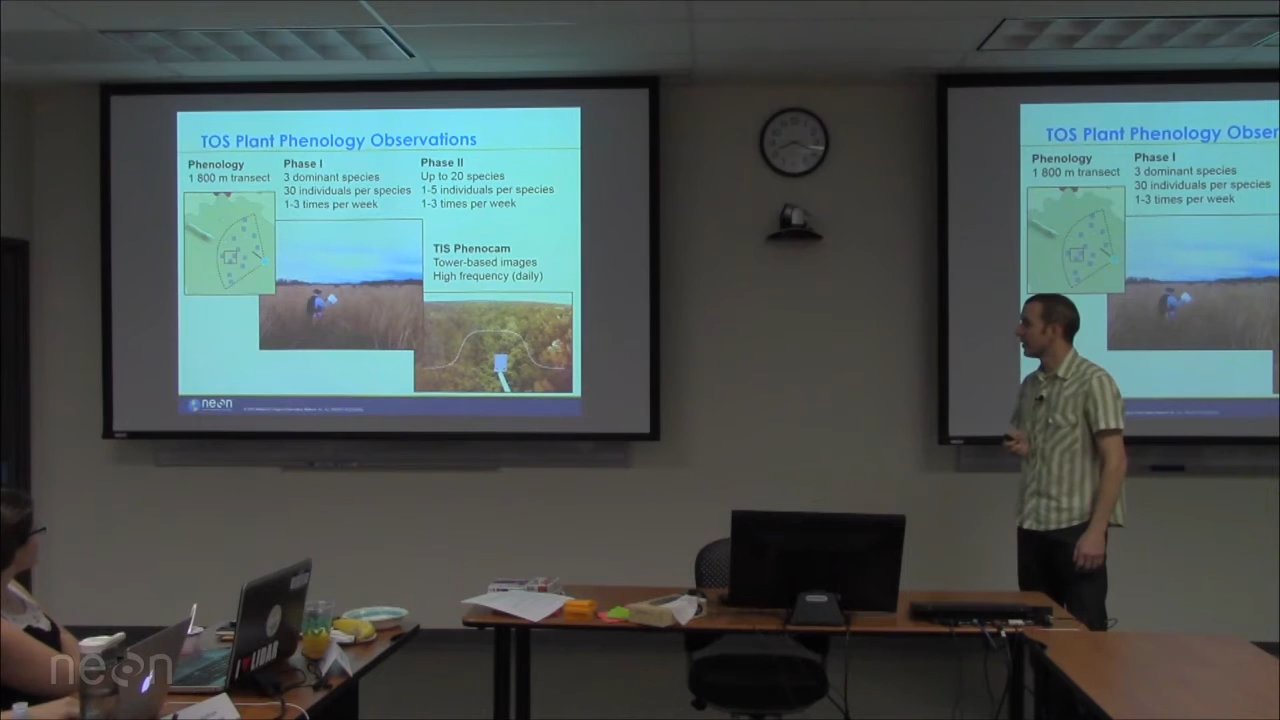 TOS Plant Phenology Observations
Phenology
1 800 m transect
Phase I
3 dominant species
30 individuals per species
1-3 times per week
Phase II
Up to 20 species
1-5 individuals per species
1-3 times per week
TIS Phenocam
Tower-based images
High frequency (daily)
neon
TOS Plant Phenology Obser
Phenology
1 800 m transect
Phase I
3 dominant species
30 individuals per species
1-3 times per week
I LIDAR
neon